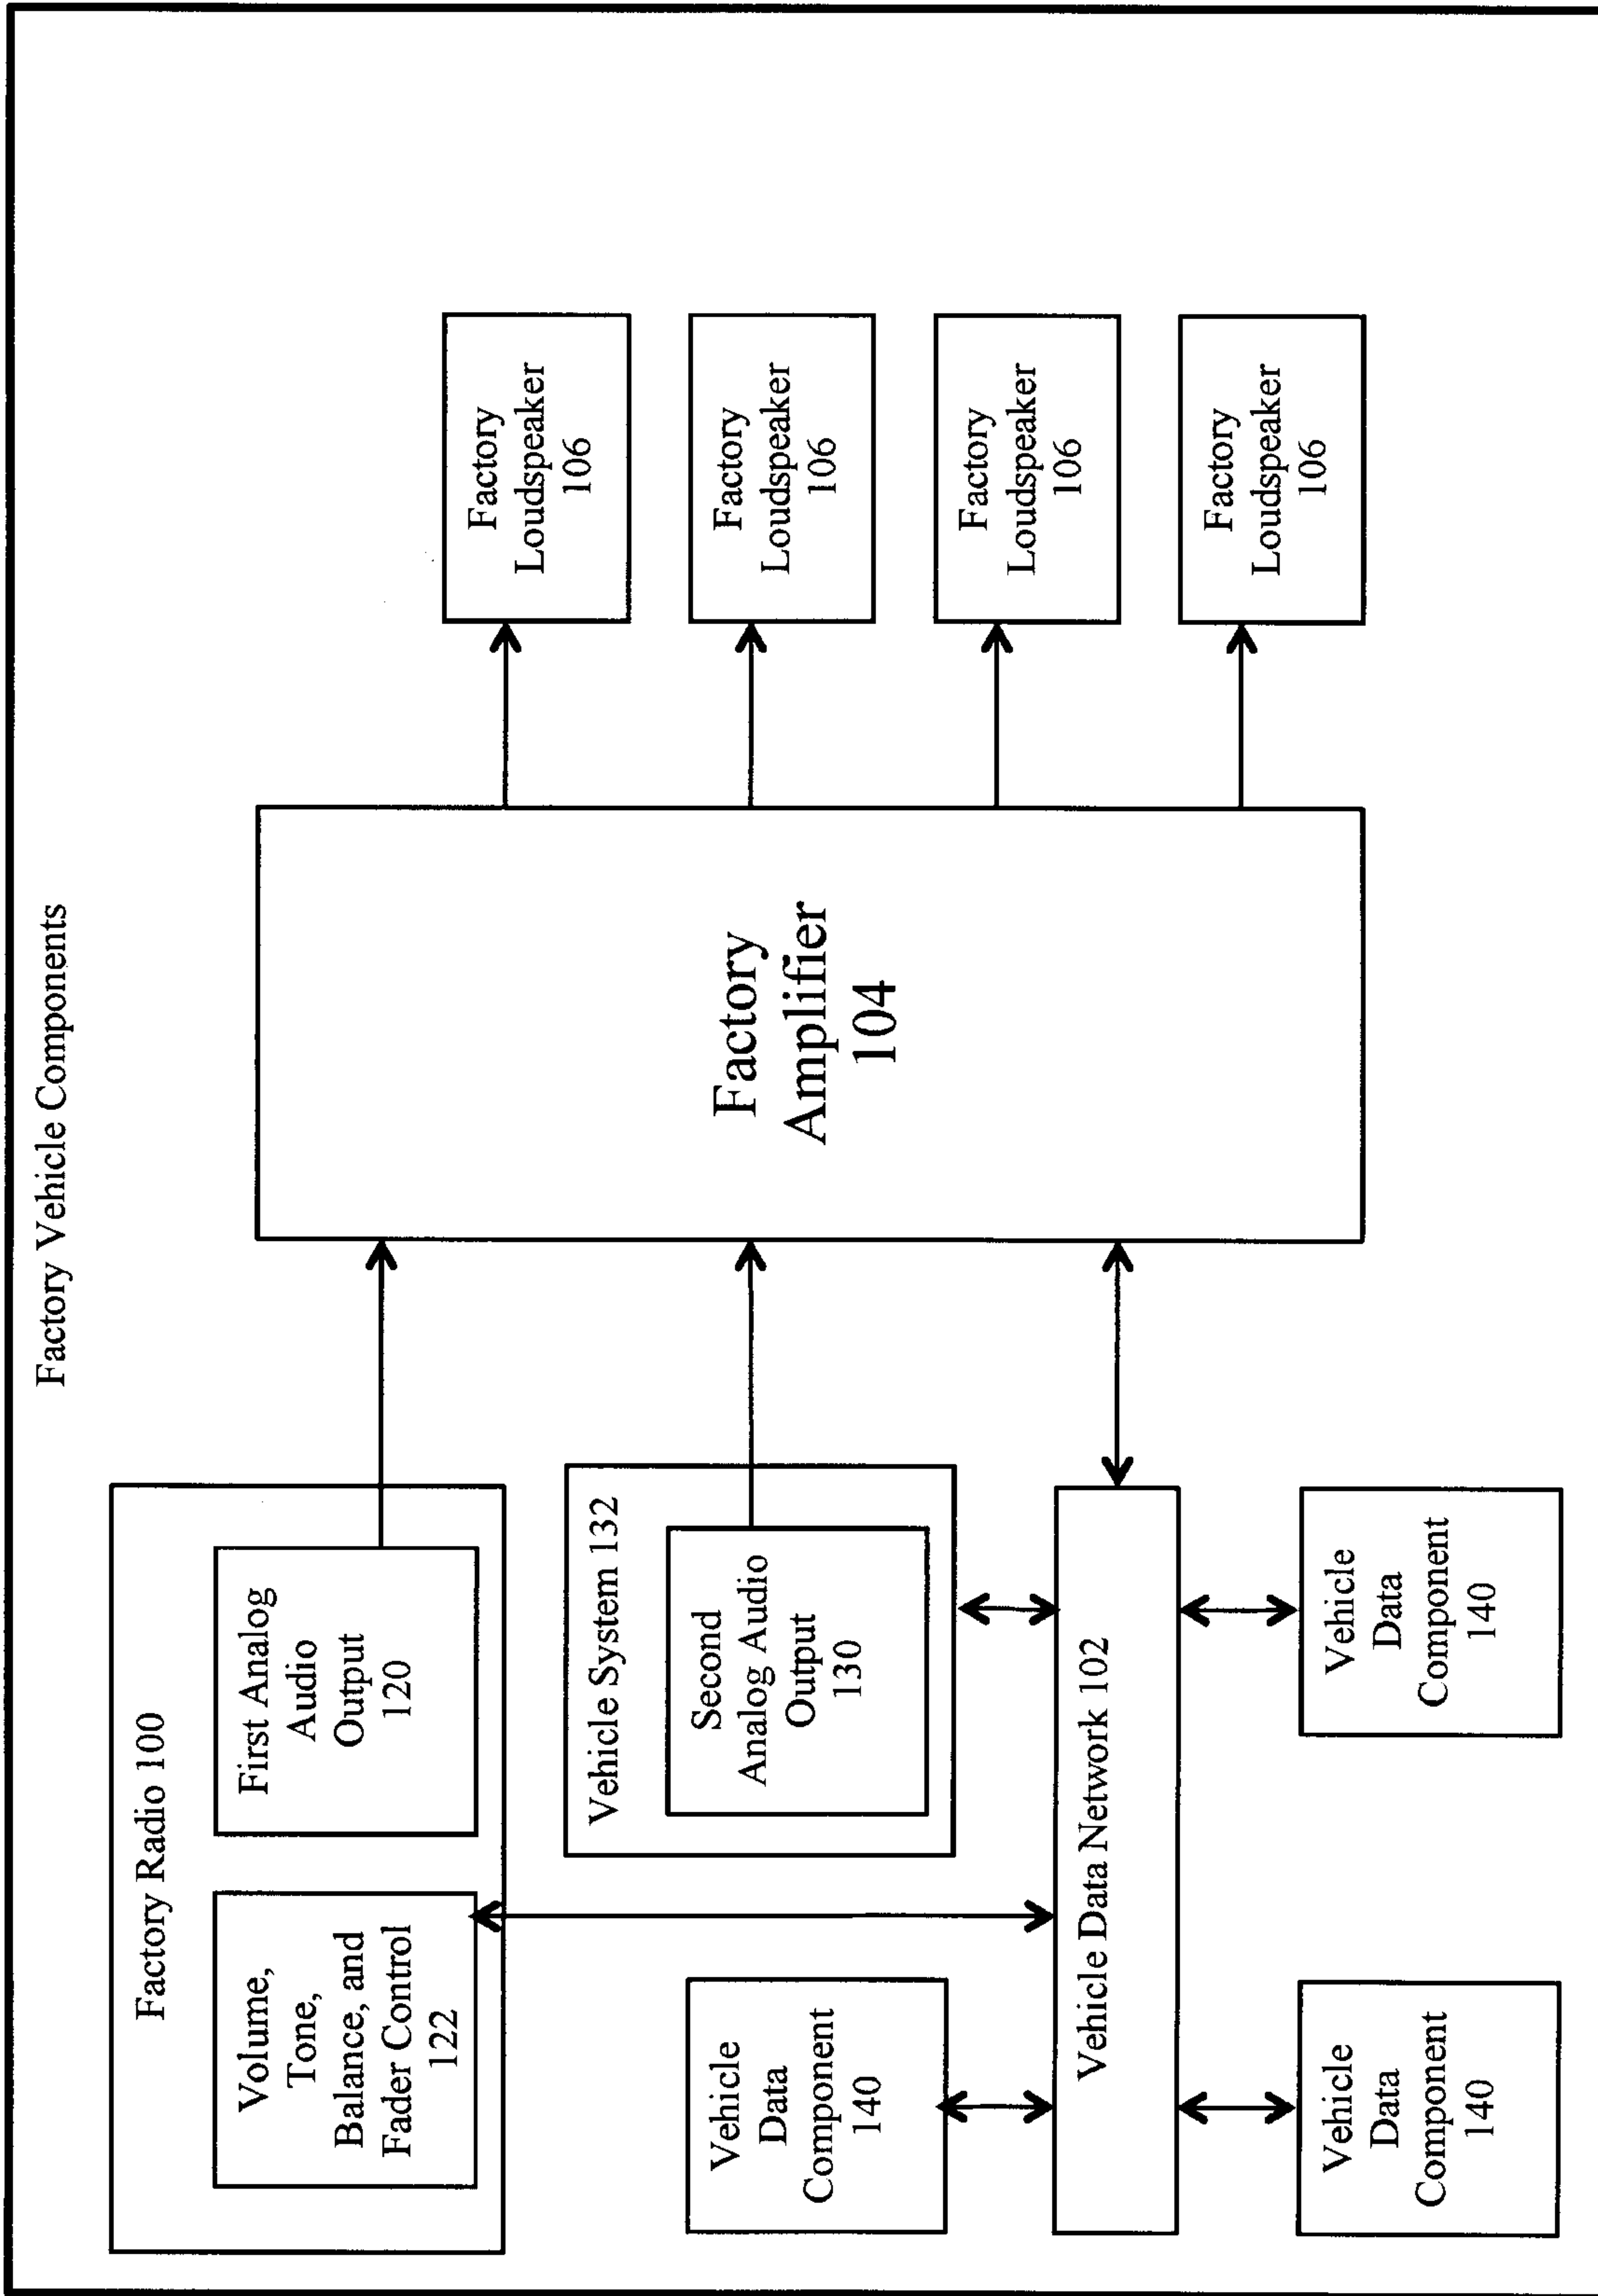 Factory Vehicle Components
Factory Radio 100
Volume,
Tone,
Balance, and
Fader Control
122
First Analog
Audio
Output
120
Vehicle System 132
Second
Analog Audio
Output
130
Vehicle
Data
Component
140
Vehicle Data Network 102
Vehicle
Data
Component
140
Vehicle
Data
Component
140
Factory
Amplifier
104
Factory
Loudspeaker
106
Factory
Loudspeaker
106
Factory
Loudspeaker
106
Factory
Loudspeaker
106